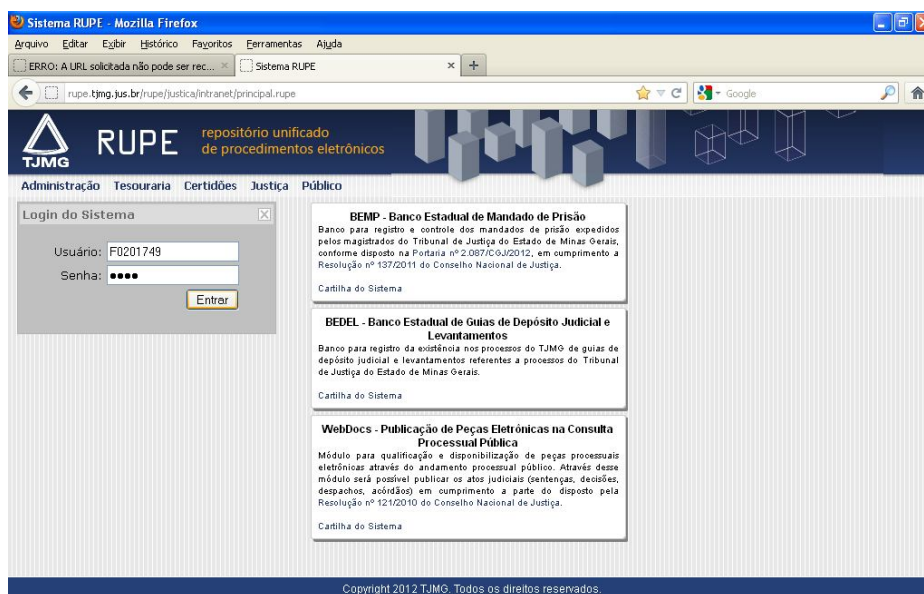 Sistema RUPE - Mozilla Firefox
Arquivo Editar Exibir Histórico Favoritos Ferramentas Ajuda
ERRO: A URL solicitada não pode ser rec...
Sistema RUPE
rupe.tjmg.jus.br/rupe/justica/intranet/principal.rupe
Google
TJMG
RUPE
repositório unificado
de procedimentos eletrônicos
Administração Tesouraria Certidões Justiça Público
Login do Sistema
Usuário: F0201749
Senha: ●●●●
Entrar
BEMP - Banco Estadual de Mandado de Prisão
Banco para registro e controle dos mandados de prisão expedidos
pelos magistrados do Tribunal de Justiça do Estado de Minas Gerais,
conforme disposto na Portaria nº 2.087/CGJ/2012, em cumprimento a
Resolução nº 137/2011 do Conselho Nacional de Justiça.
Cartilha do Sistema
BEDEL - Banco Estadual de Guias de Depósito Judicial e
Levantamentos
Banco para registro da existência nos processos do TJMG de guias de
depósito judicial e levantamentos referentes a processos do Tribunal
de Justiça do Estado de Minas Gerais.
Cartilha do Sistema
WebDocs - Publicação de Peças Eletrónicas na Consulta
Processual Pública
Módulo para qualificação e disponibilização de peças processuais
eletrônicas através do andamento processual público. Através desse
módulo será possível publicar os atos judiciais (sentenças, decisões,
despachos, acórdãos) em cumprimento a parte do disposto pela
Resolução nº 121/2010 do Conselho Nacional de Justiça.
Cartilha do Sistema
Copyright 2012 TJMG. Todos os direitos reservados.